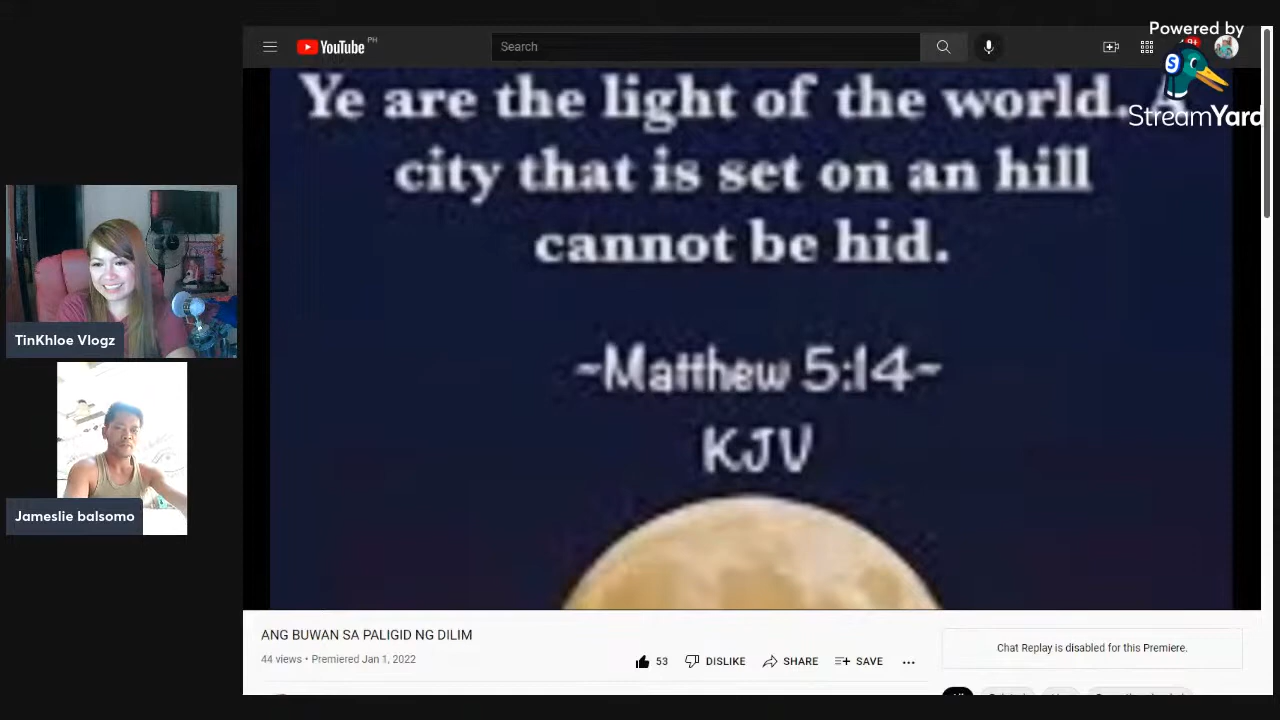 Powered by
StreamYard
YouTube PH
Search
9+
Ye are the light of the world. A
city that is set on an hill
cannot be hid.
~Matthew 5:14~
KJV
TinKhloe Vlogz
Jameslie balsomo
ANG BUWAN SA PALIGID NG DILIM
44 views • Premiered Jan 1, 2022
53
DISLIKE
SHARE
SAVE
Chat Replay is disabled for this Premiere.